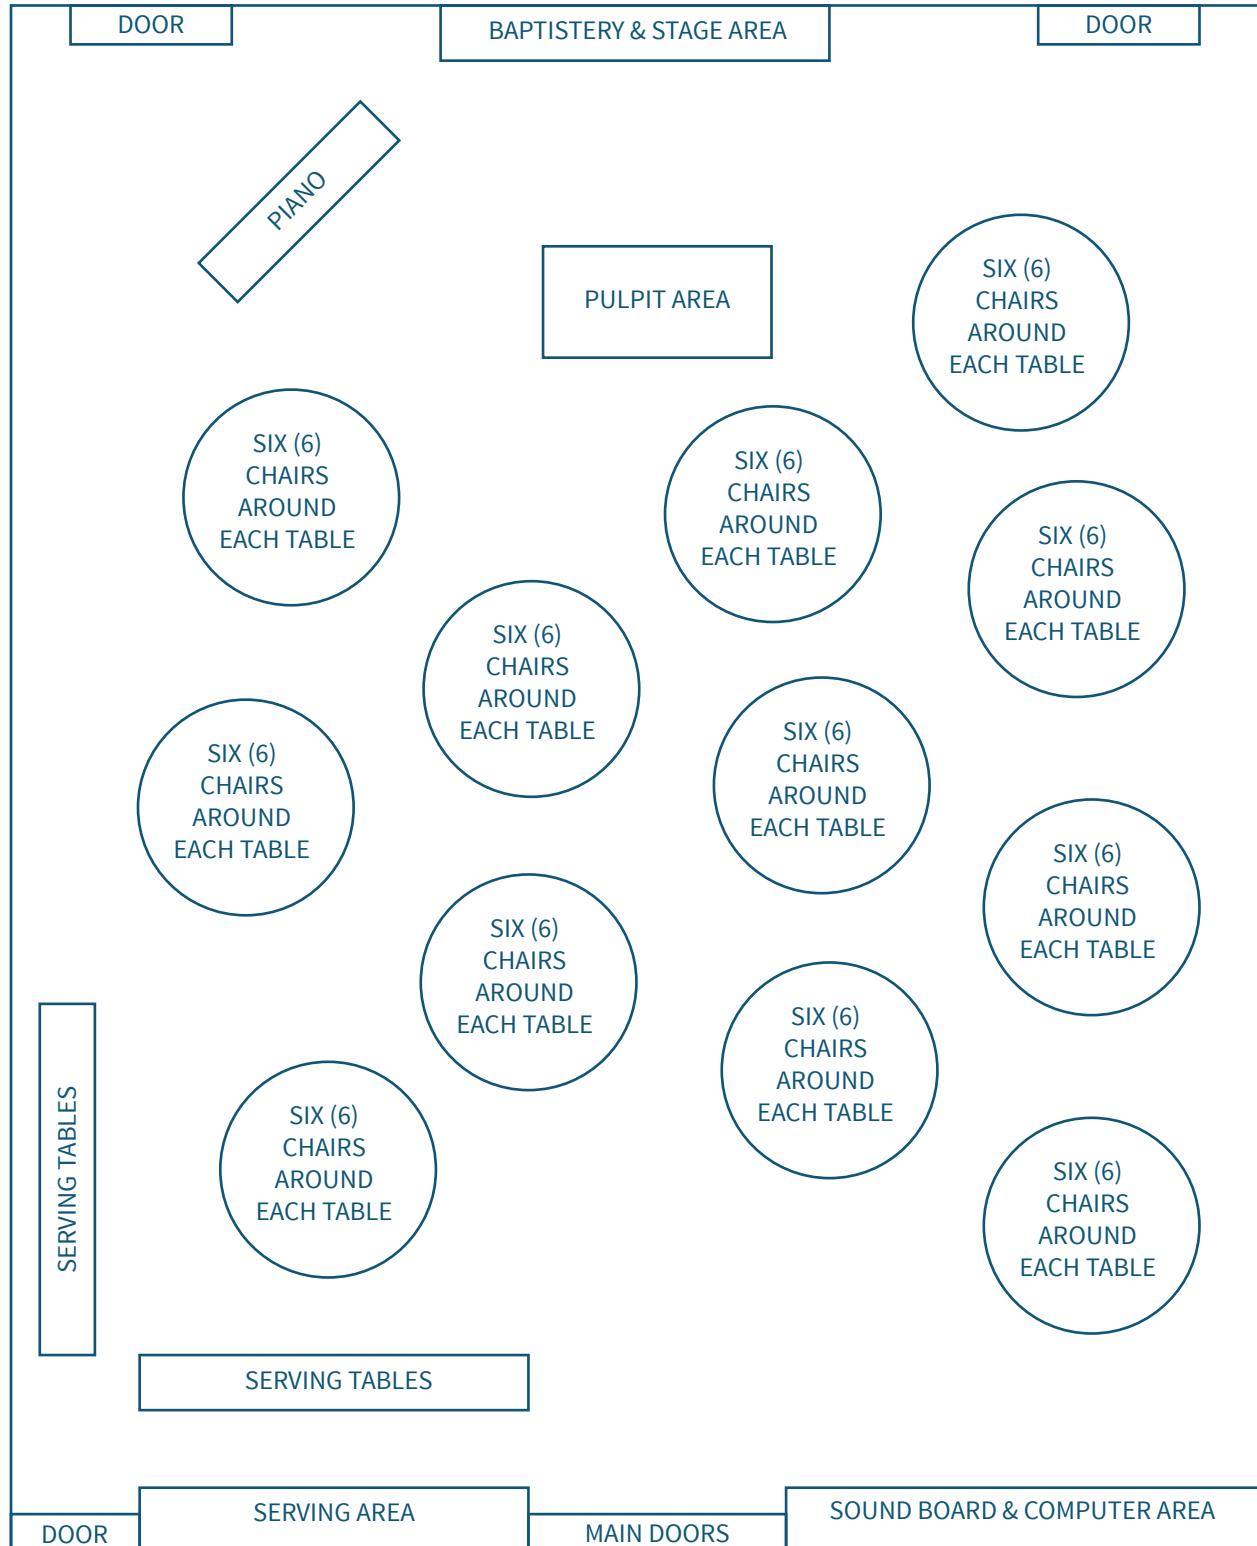 DOOR
BAPTISTERY & STAGE AREA
DOOR
PIANO
PULPIT AREA
SIX (6)
CHAIRS
AROUND
EACH TABLE
SIX (6)
CHAIRS
AROUND
EACH TABLE
SIX (6)
CHAIRS
AROUND
EACH TABLE
SIX (6)
CHAIRS
AROUND
EACH TABLE
SIX (6)
CHAIRS
AROUND
EACH TABLE
SIX (6)
CHAIRS
AROUND
EACH TABLE
SIX (6)
CHAIRS
AROUND
EACH TABLE
SIX (6)
CHAIRS
AROUND
EACH TABLE
SIX (6)
CHAIRS
AROUND
EACH TABLE
SIX (6)
CHAIRS
AROUND
EACH TABLE
SIX (6)
CHAIRS
AROUND
EACH TABLE
SIX (6)
CHAIRS
AROUND
EACH TABLE
SERVING TABLES
SERVING TABLES
DOOR
SERVING AREA
MAIN DOORS
SOUND BOARD & COMPUTER AREA